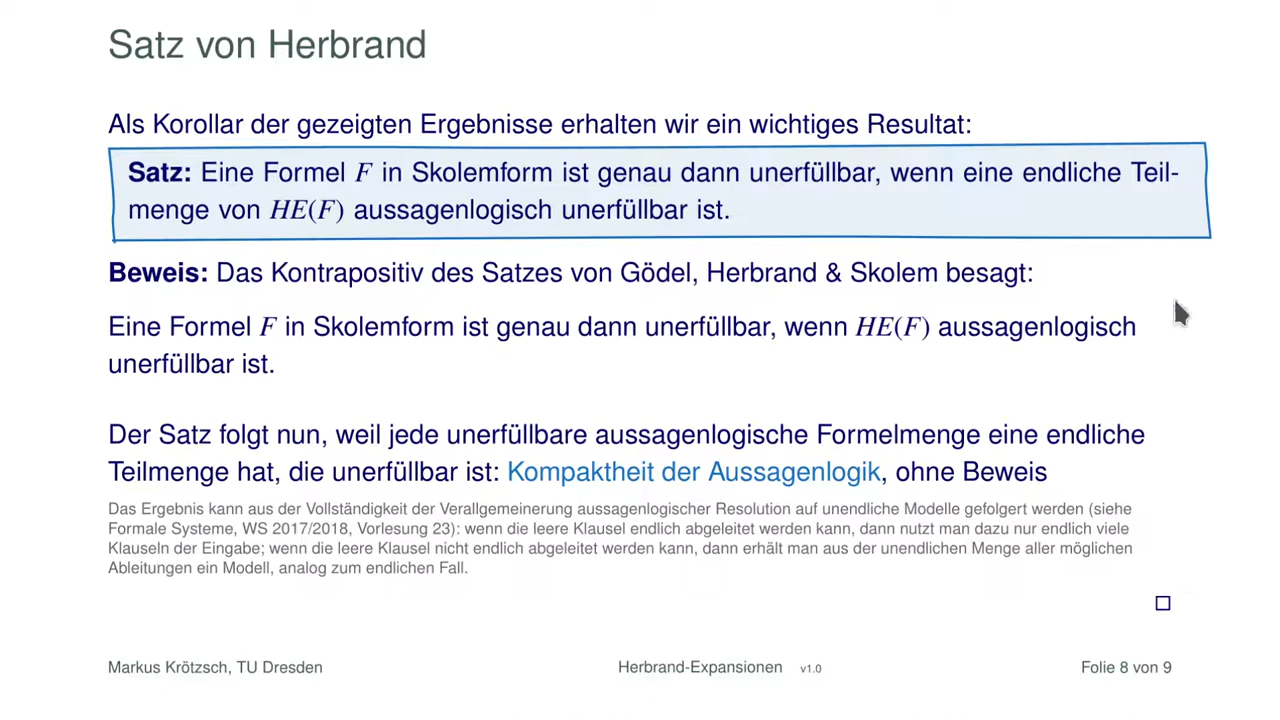 Satz von Herbrand
Als Korollar der gezeigten Ergebnisse erhalten wir ein wichtiges Resultat:
Satz: Eine Formel F in Skolemform ist genau dann unerfüllbar, wenn eine endliche Teil-
menge von HE(F) aussagenlogisch unerfüllbar ist.
Beweis: Das Kontrapositiv des Satzes von Gödel, Herbrand & Skolem besagt:
Eine Formel F in Skolemform ist genau dann unerfüllbar, wenn HE(F) aussagenlogisch
unerfüllbar ist.
Der Satz folgt nun, weil jede unerfüllbare aussagenlogische Formelmenge eine endliche
Teilmenge hat, die unerfüllbar ist: Kompaktheit der Aussagenlogik, ohne Beweis
Das Ergebnis kann aus der Vollständigkeit der Verallgemeinerung aussagenlogischer Resolution auf unendliche Modelle gefolgert werden (siehe
Formale Systeme, WS 2017/2018, Vorlesung 23): wenn die leere Klausel endlich abgeleitet werden kann, dann nutzt man dazu nur endlich viele
Klauseln der Eingabe; wenn die leere Klausel nicht endlich abgeleitet werden kann, dann erhält man aus der unendlichen Menge aller möglichen
Ableitungen ein Modell, analog zum endlichen Fall.
□
Markus Krötzsch, TU Dresden Herbrand-Expansionen v1.0 Folie 8 von 9